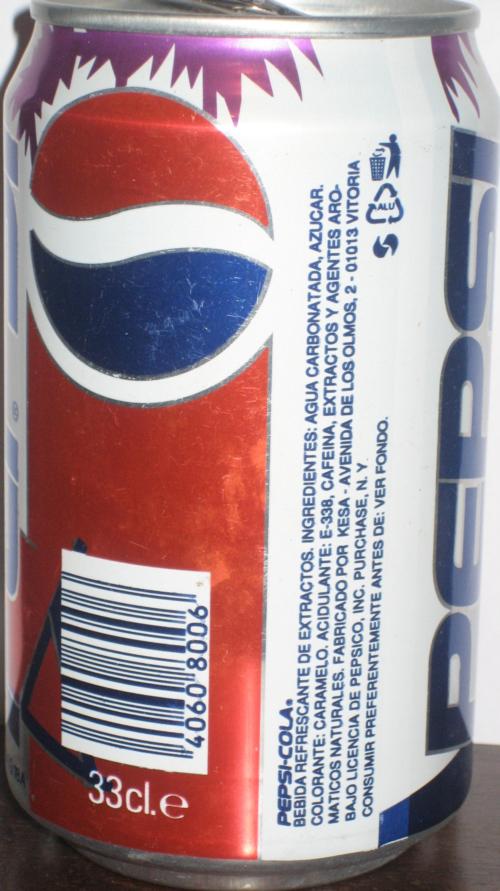 PEPSI-COLA®
BEBIDA REFRESCANTE DE EXTRACTOS. INGREDIENTES: AGUA CARBONATADA, AZUCAR.
COLORANTE: CARAMELO. ACIDULANTE: E-338, CAFEINA, EXTRACTOS Y AGENTES ARO-
MATICOS NATURALES. FABRICADO POR KESA - AVENIDA DE LOS OLMOS, 2 - 01013 VITORIA
BAJO LICENCIA DE PEPSICO, INC. PURCHASE, N. Y.
CONSUMIR PREFERENTEMENTE ANTES DE: VER FONDO.
PEPSI
4060 8006
33cl.e